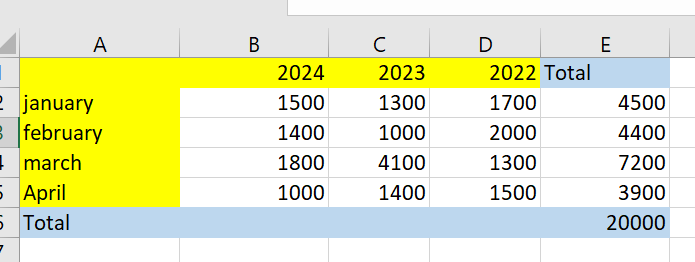 A B C D E
2024 2023 2022 Total
2 january 1500 1300 1700 4500
3 february 1400 1000 2000 4400
4 march 1800 4100 1300 7200
5 April 1000 1400 1500 3900
6 Total 20000
7